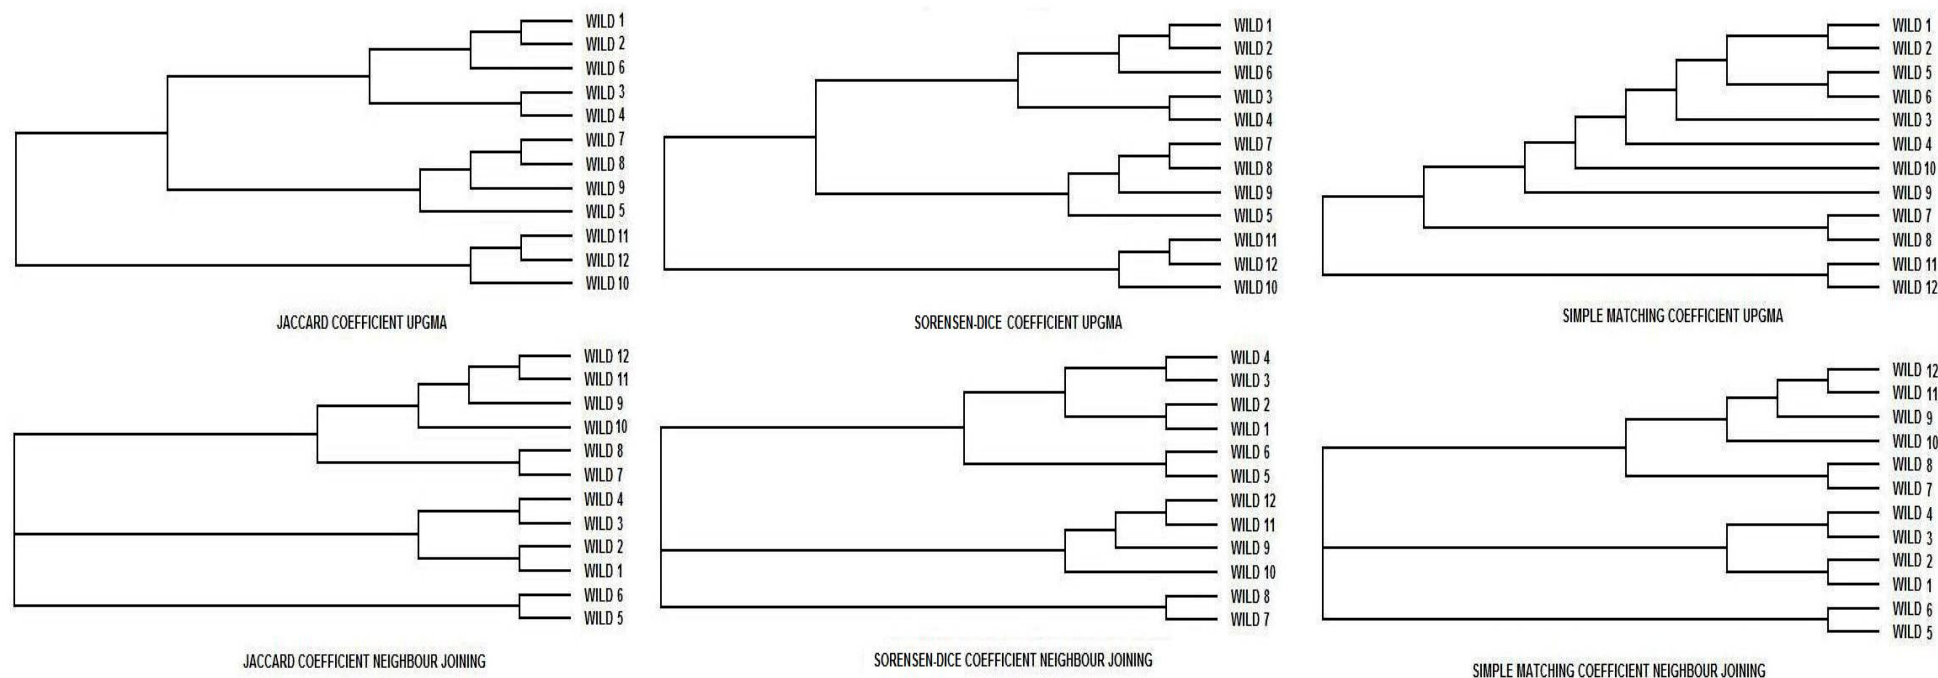 WILD 1
WILD 2
WILD 6
WILD 3
WILD 4
WILD 7
WILD 8
WILD 9
WILD 5
WILD 11
WILD 12
WILD 10
JACCARD COEFFICIENT UPGMA
WILD 1
WILD 2
WILD 6
WILD 3
WILD 4
WILD 7
WILD 8
WILD 9
WILD 5
WILD 11
WILD 12
WILD 10
SORENSEN-DICE COEFFICIENT UPGMA
WILD 1
WILD 2
WILD 5
WILD 6
WILD 3
WILD 4
WILD 10
WILD 9
WILD 7
WILD 8
WILD 11
WILD 12
SIMPLE MATCHING COEFFICIENT UPGMA
WILD 12
WILD 11
WILD 9
WILD 10
WILD 8
WILD 7
WILD 4
WILD 3
WILD 2
WILD 1
WILD 6
WILD 5
JACCARD COEFFICIENT NEIGHBOUR JOINING
WILD 4
WILD 3
WILD 2
WILD 1
WILD 6
WILD 5
WILD 12
WILD 11
WILD 9
WILD 10
WILD 8
WILD 7
SORENSEN-DICE COEFFICIENT NEIGHBOUR JOINING
WILD 12
WILD 11
WILD 9
WILD 10
WILD 8
WILD 7
WILD 4
WILD 3
WILD 2
WILD 1
WILD 6
WILD 5
SIMPLE MATCHING COEFFICIENT NEIGHBOUR JOINING